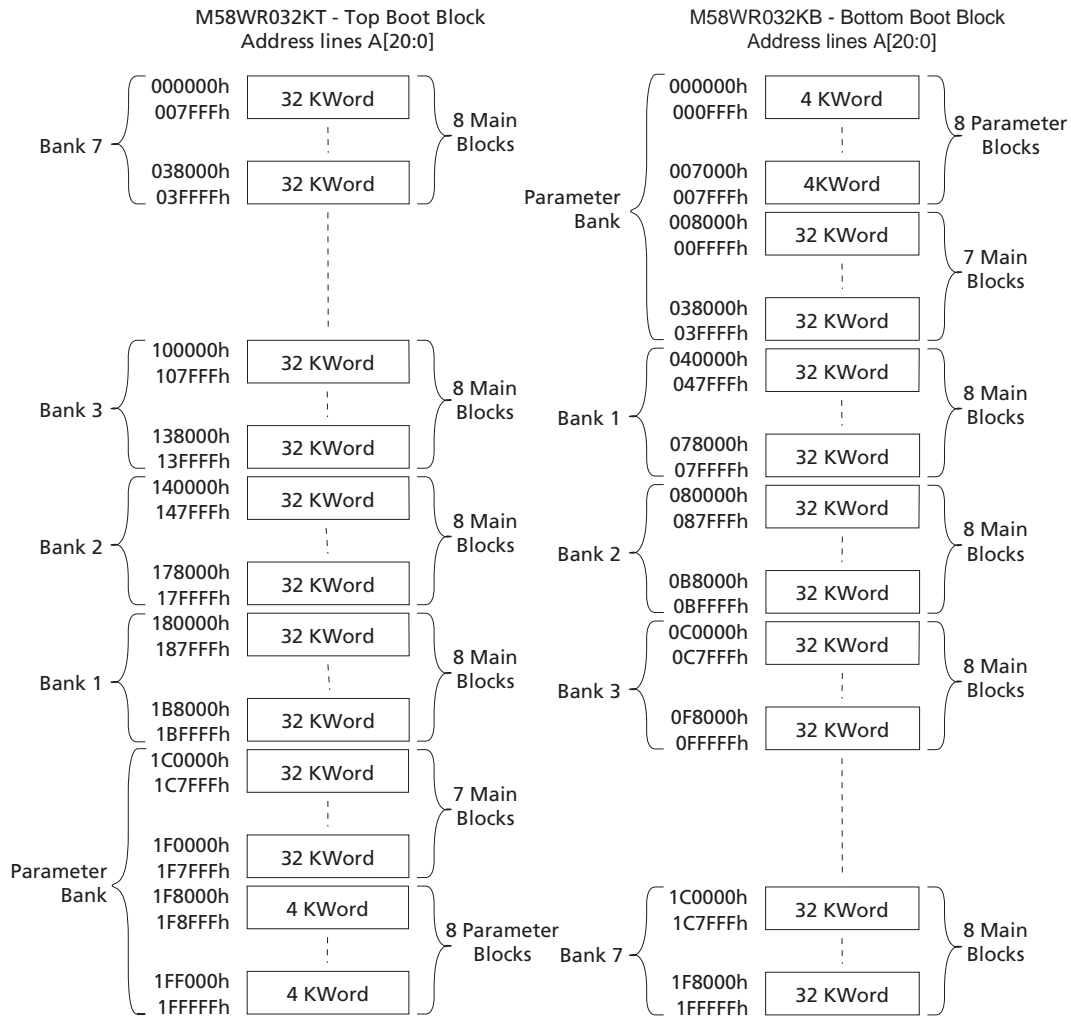 M58WR032KT - Top Boot Block
Address lines A[20:0]
000000h
007FFFh
32 KWord
Bank 7
8 Main
Blocks
038000h
03FFFFh
32 KWord
100000h
107FFFh
32 KWord
Bank 3
8 Main
Blocks
138000h
13FFFFh
32 KWord
140000h
147FFFh
32 KWord
Bank 2
8 Main
Blocks
178000h
17FFFFh
32 KWord
180000h
187FFFh
32 KWord
Bank 1
8 Main
Blocks
1B8000h
1BFFFFh
32 KWord
1C0000h
1C7FFFh
32 KWord
7 Main
Blocks
1F0000h
1F7FFFh
32 KWord
Parameter
Bank
1F8000h
1F8FFFh
4 KWord
8 Parameter
Blocks
1FF000h
1FFFFFh
4 KWord
M58WR032KB - Bottom Boot Block
Address lines A[20:0]
000000h
000FFFh
4 KWord
8 Parameter
Blocks
007000h
007FFFh
4KWord
Parameter
Bank
008000h
00FFFFh
32 KWord
7 Main
Blocks
038000h
03FFFFh
32 KWord
040000h
047FFFh
32 KWord
Bank 1
8 Main
Blocks
078000h
07FFFFh
32 KWord
080000h
087FFFh
32 KWord
Bank 2
8 Main
Blocks
0B8000h
0BFFFFh
32 KWord
0C0000h
0C7FFFh
32 KWord
Bank 3
8 Main
Blocks
0F8000h
0FFFFFh
32 KWord
1C0000h
1C7FFFh
32 KWord
Bank 7
8 Main
Blocks
1F8000h
1FFFFFh
32 KWord